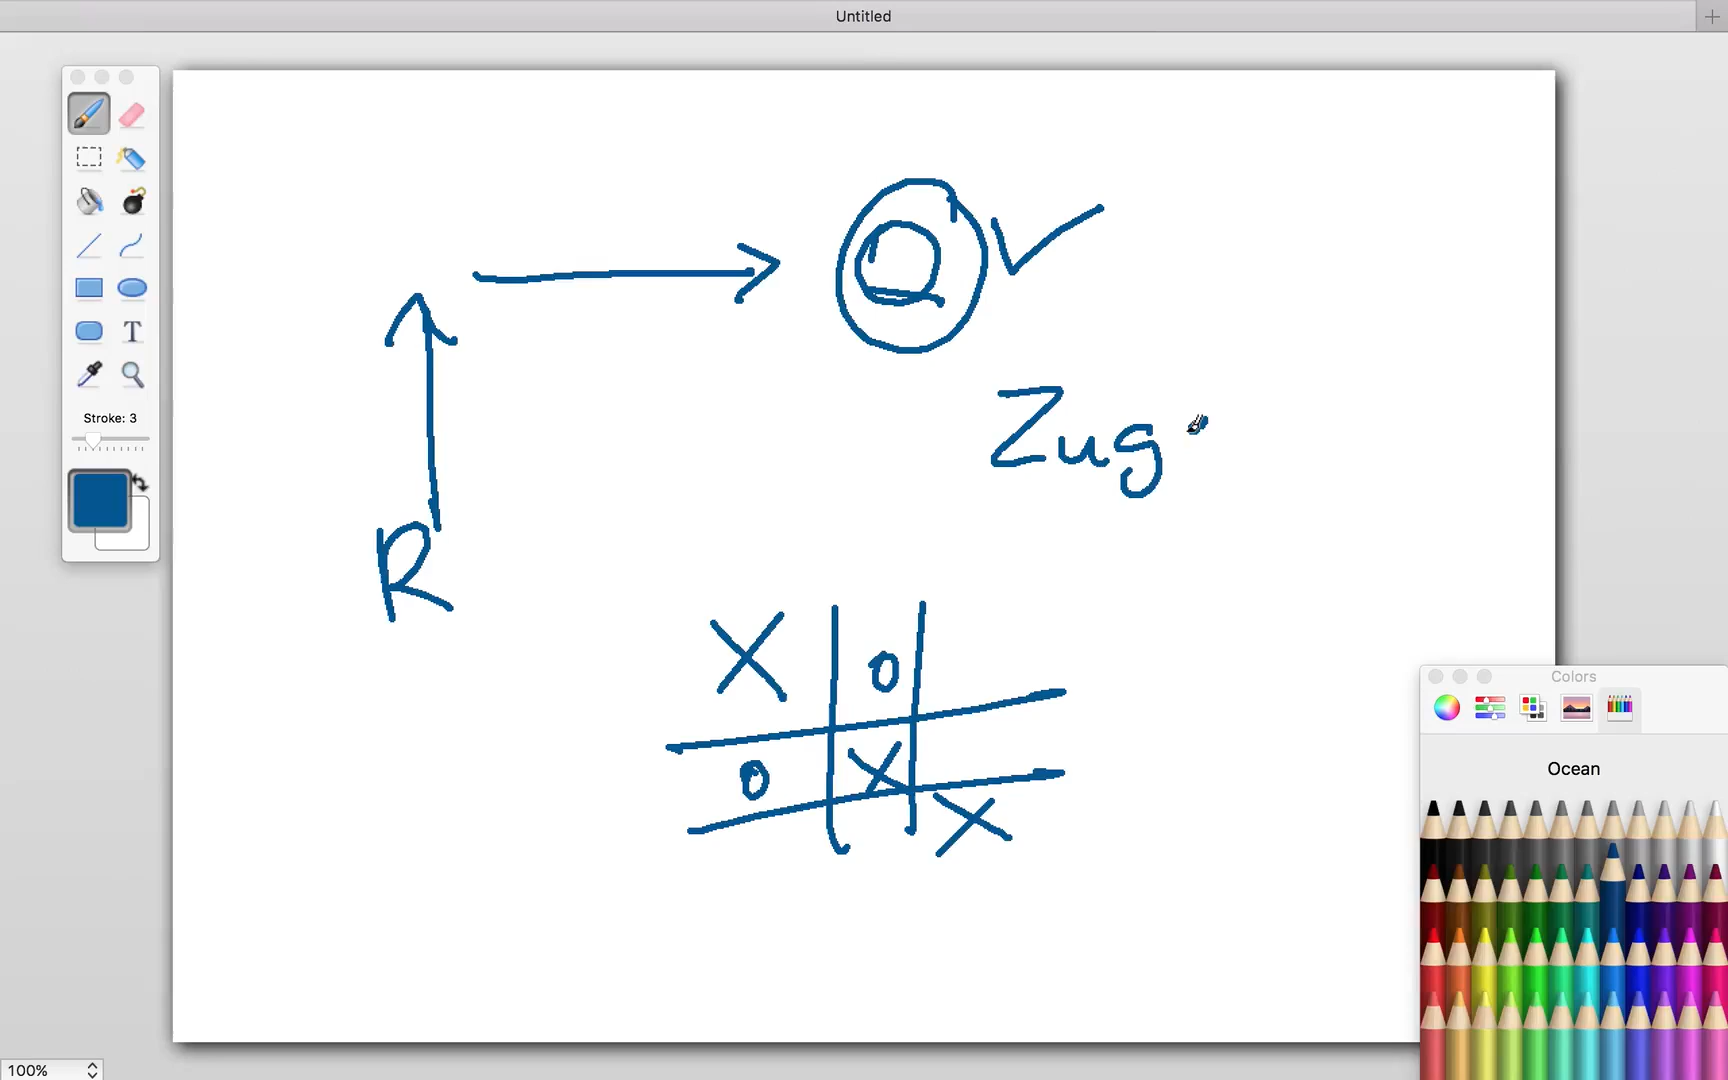 Untitled
Stroke: 3
Q
Zug
R
X O
O X
X
Colors
Ocean
100%